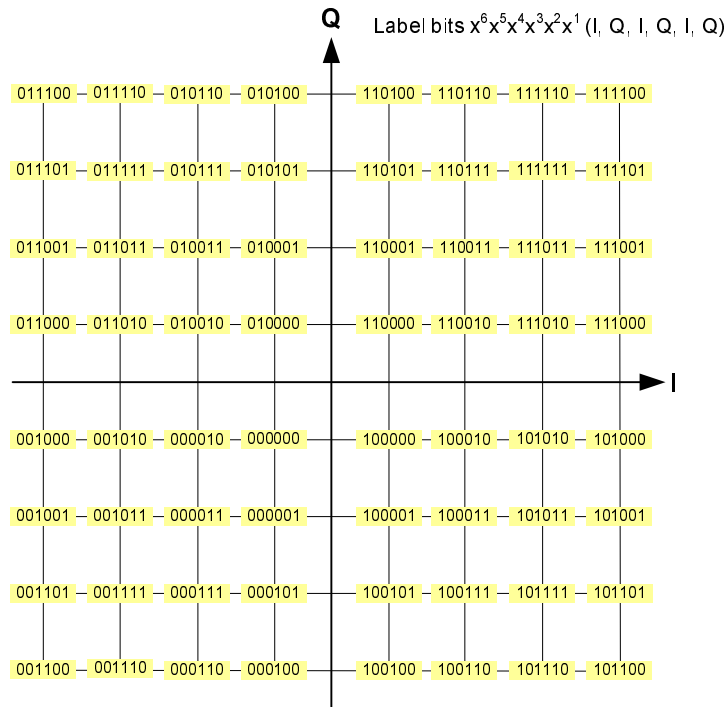 Q
Label bits x⁶x⁵x⁴x³x²x¹ (I, Q, I, Q, I, Q)
011100 011110 010110 010100 110100 110110 111110 111100
011101 011111 010111 010101 110101 110111 111111 111101
011001 011011 010011 010001 110001 110011 111011 111001
011000 011010 010010 010000 110000 110010 111010 111000
I
001000 001010 000010 000000 100000 100010 101010 101000
001001 001011 000011 000001 100001 100011 101011 101001
001101 001111 000111 000101 100101 100111 101111 101101
001100 001110 000110 000100 100100 100110 101110 101100